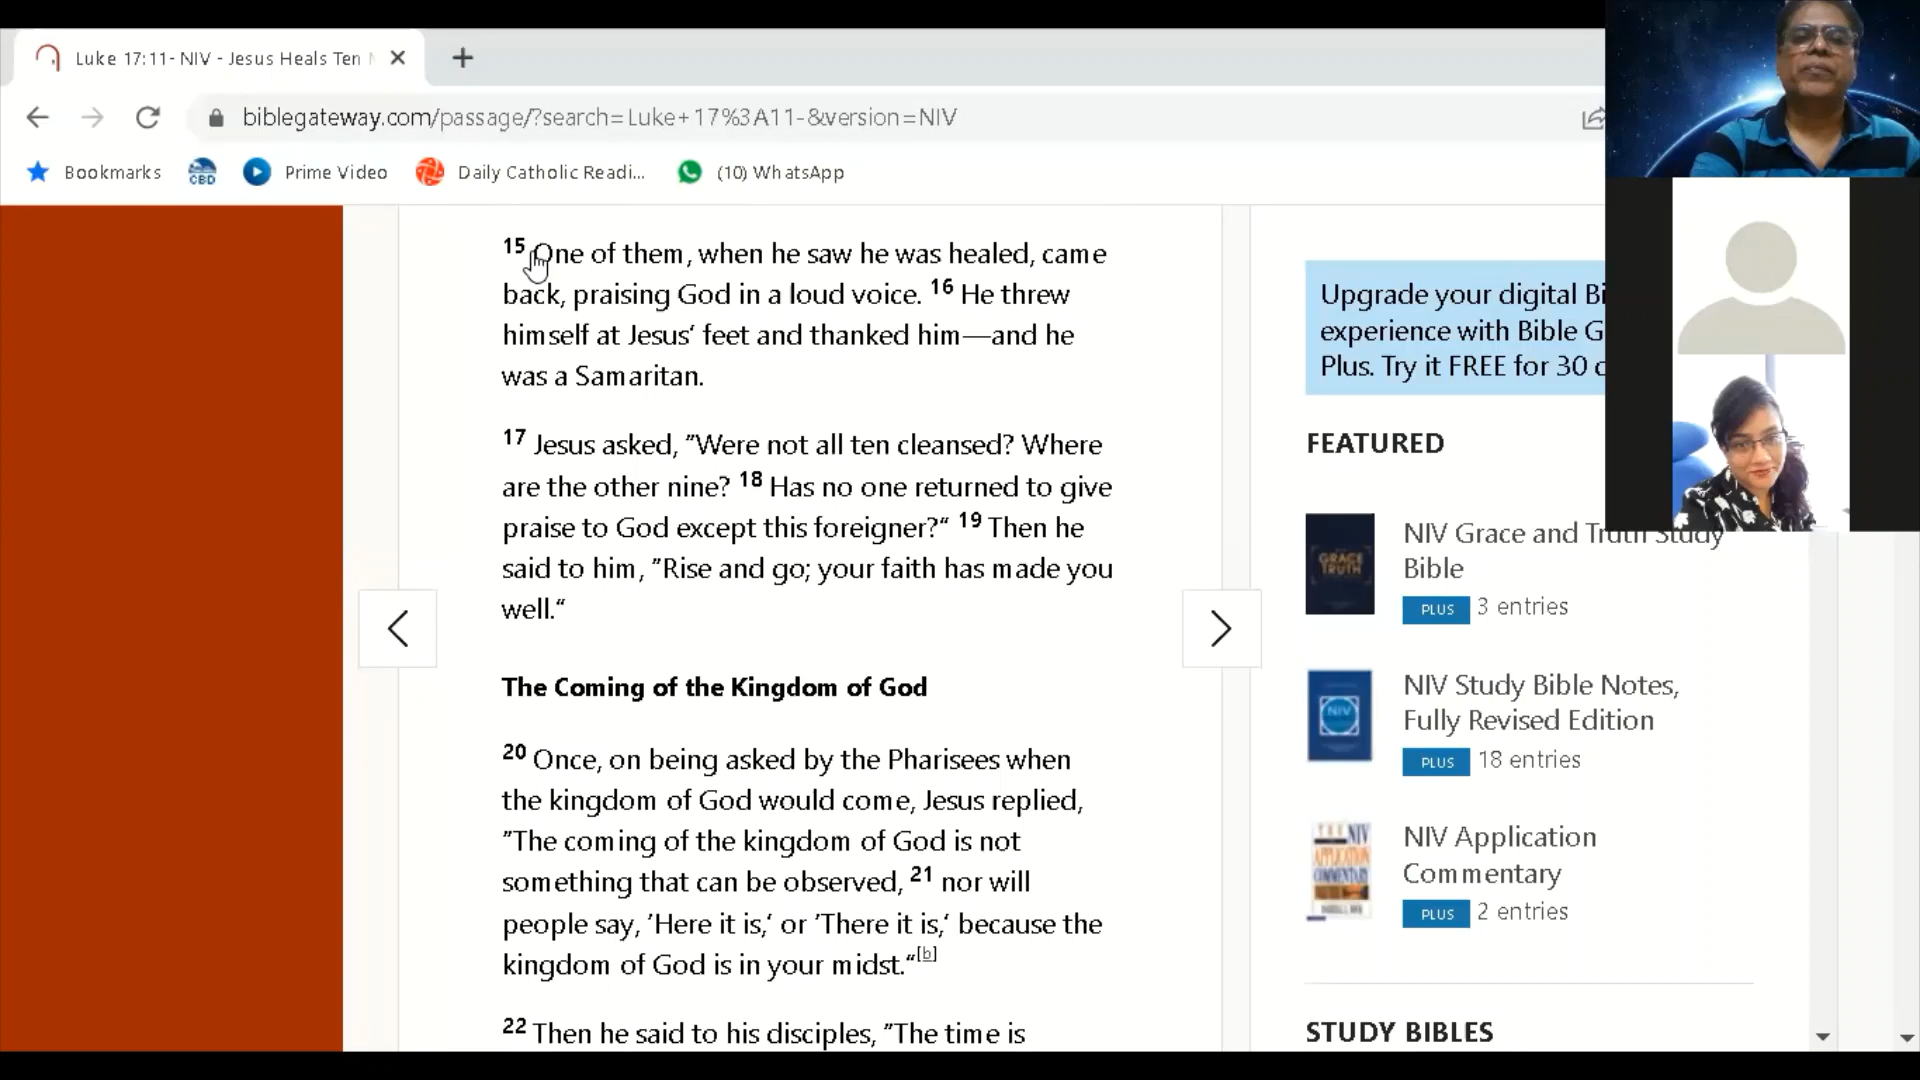 Luke 17:11- NIV - Jesus Heals Ten
biblegateway.com/passage/?search=Luke+17%3A11-&version=NIV
Bookmarks CBD Prime Video Daily Catholic Readi... (10) WhatsApp
15 One of them, when he saw he was healed, came
back, praising God in a loud voice. 16 He threw
himself at Jesus’ feet and thanked him—and he
was a Samaritan.
17 Jesus asked, “Were not all ten cleansed? Where
are the other nine? 18 Has no one returned to give
praise to God except this foreigner?” 19 Then he
said to him, “Rise and go; your faith has made you
well.”
The Coming of the Kingdom of God
20 Once, on being asked by the Pharisees when
the kingdom of God would come, Jesus replied,
“The coming of the kingdom of God is not
something that can be observed, 21 nor will
people say, ‘Here it is,’ or ‘There it is,’ because the
kingdom of God is in your midst.”[b]
22 Then he said to his disciples, “The time is
Upgrade your digital Bi
experience with Bible G
Plus. Try it FREE for 30
FEATURED
GRACE
TRUTH
NIV Grace and Truth Study
Bible
PLUS 3 entries
NIV
NIV Study Bible Notes,
Fully Revised Edition
PLUS 18 entries
THE NIV
APPLICATION
COMMENTARY
NIV Application
Commentary
PLUS 2 entries
STUDY BIBLES